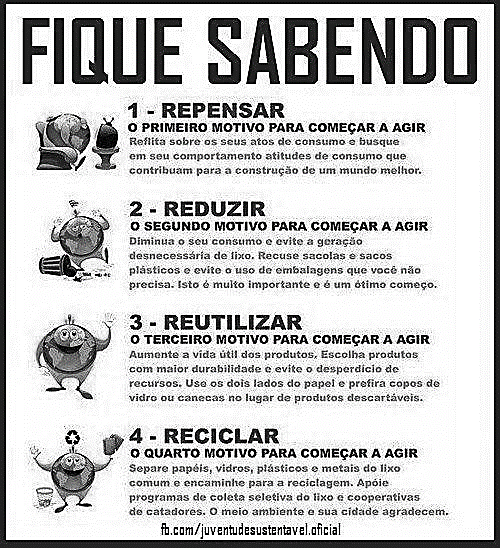 FIQUE SABENDO
1 - REPENSAR
O PRIMEIRO MOTIVO PARA COMEÇAR A AGIR
Reflita sobre os seus atos de consumo e busque
em seu comportamento atitudes de consumo que
contribuam para a construção de um mundo melhor.
2 - REDUZIR
O SEGUNDO MOTIVO PARA COMEÇAR A AGIR
Diminua o seu consumo e evite a geração
desnecessária de lixo. Recuse sacolas e sacos
plásticos e evite o uso de embalagens que você não
precisa. Isto é muito importante e é um ótimo começo.
3 - REUTILIZAR
O TERCEIRO MOTIVO PARA COMEÇAR A AGIR
Aumente a vida útil dos produtos. Escolha produtos
com maior durabilidade e evite o desperdício de
recursos. Use os dois lados do papel e prefira copos de
vidro ou canecas no lugar de produtos descartáveis.
4 - RECICLAR
O QUARTO MOTIVO PARA COMEÇAR A AGIR
Separe papéis, vidros, plásticos e metais do lixo
comum e encaminhe para a reciclagem. Apóie
programas de coleta seletiva do lixo e cooperativas
de catadores. O meio ambiente e sua cidade agradecem.
fb.com/juventudesustentavel.oficial